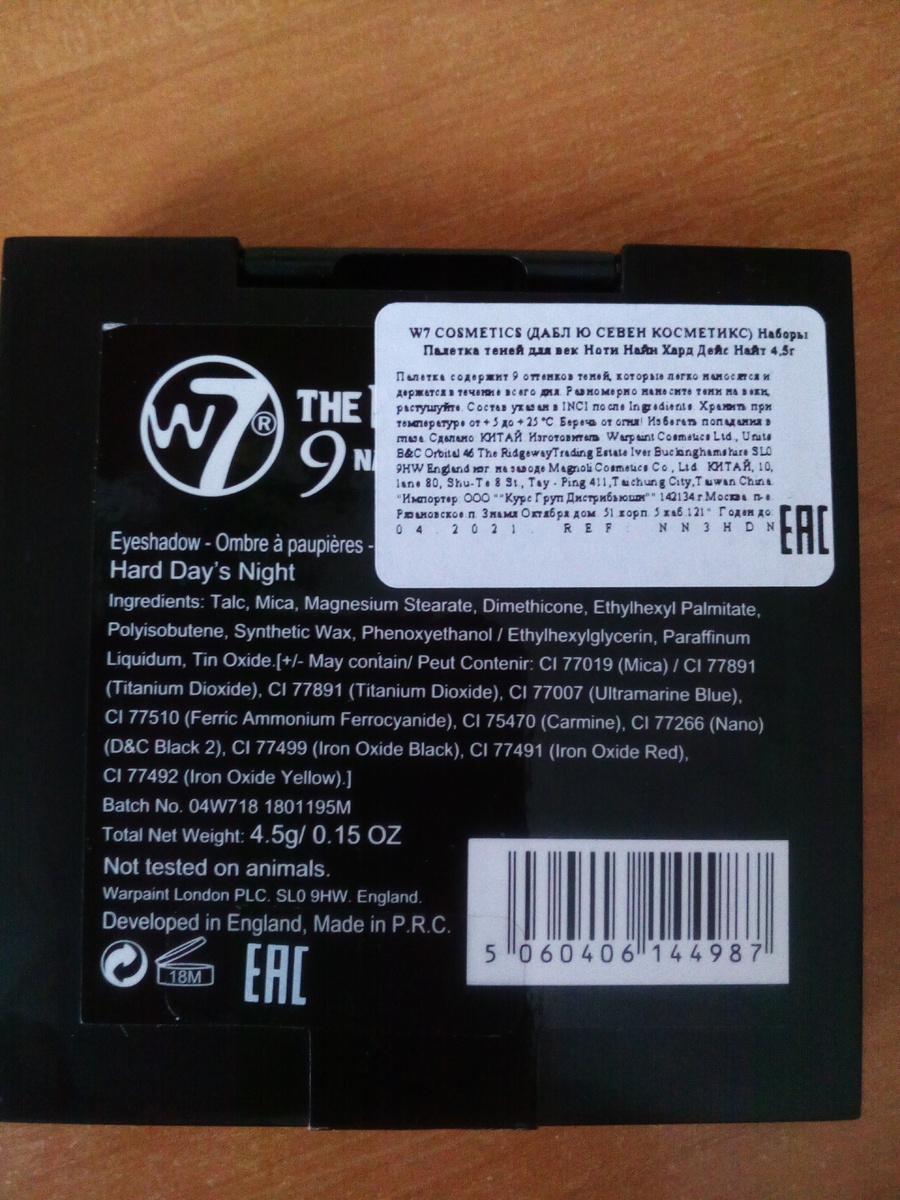 W7®
THE
9
W7 COSMETICS (ДАБЛ Ю СЕВЕН КОСМЕТИКС) Наборы
Палетка теней для век Ноти Найн Хард Дейс Найт 4,5г
Палетка содержит 9 оттенков теней, которые легко наносятся и
держатся в течение всего дня. Равномерно нанесите тени на веки,
растушуйте. Состав указан в INCI после Ingredients. Хранить при
температуре от +5 до +25 °C. Беречь от огня! Избегать попадания в
глаза. Сделано КИТАЙ Изготовитель Warpaint Cosmetics Ltd., Units
B&C Orbital 46 The RidgewayTrading Estate Iver Buckinghamshire SL0
9HW England изг на заводе Magnoli Cosmetics Co., Ltd. КИТАЙ, 10,
lane 80, Shu-Te 8 St., Tay - Ping 411, Taichung City, Taiwan China.
"Импортер ООО ""Курс Груп Дистрибьюшн"" 142134 г Москва п-е
Рязановское п. Знамя Октября дом. 51 корп. 5 каб.121" Годен до:
04.2021. REF: NN3HDN
EAC
Eyeshadow - Ombre à paupières -
Hard Day's Night
Ingredients: Talc, Mica, Magnesium Stearate, Dimethicone, Ethylhexyl Palmitate,
Polyisobutene, Synthetic Wax, Phenoxyethanol / Ethylhexylglycerin, Paraffinum
Liquidum, Tin Oxide.[+/- May contain/ Peut Contenir: CI 77019 (Mica) / CI 77891
(Titanium Dioxide), CI 77891 (Titanium Dioxide), CI 77007 (Ultramarine Blue),
CI 77510 (Ferric Ammonium Ferrocyanide), CI 75470 (Carmine), CI 77266 (Nano)
(D&C Black 2), CI 77499 (Iron Oxide Black), CI 77491 (Iron Oxide Red),
CI 77492 (Iron Oxide Yellow).]
Batch No. 04W718 1801195M
Total Net Weight: 4.5g/ 0.15 OZ
Not tested on animals.
Warpaint London PLC. SL0 9HW. England.
Developed in England, Made in P.R.C.
18M
EAC
5 060406 144987